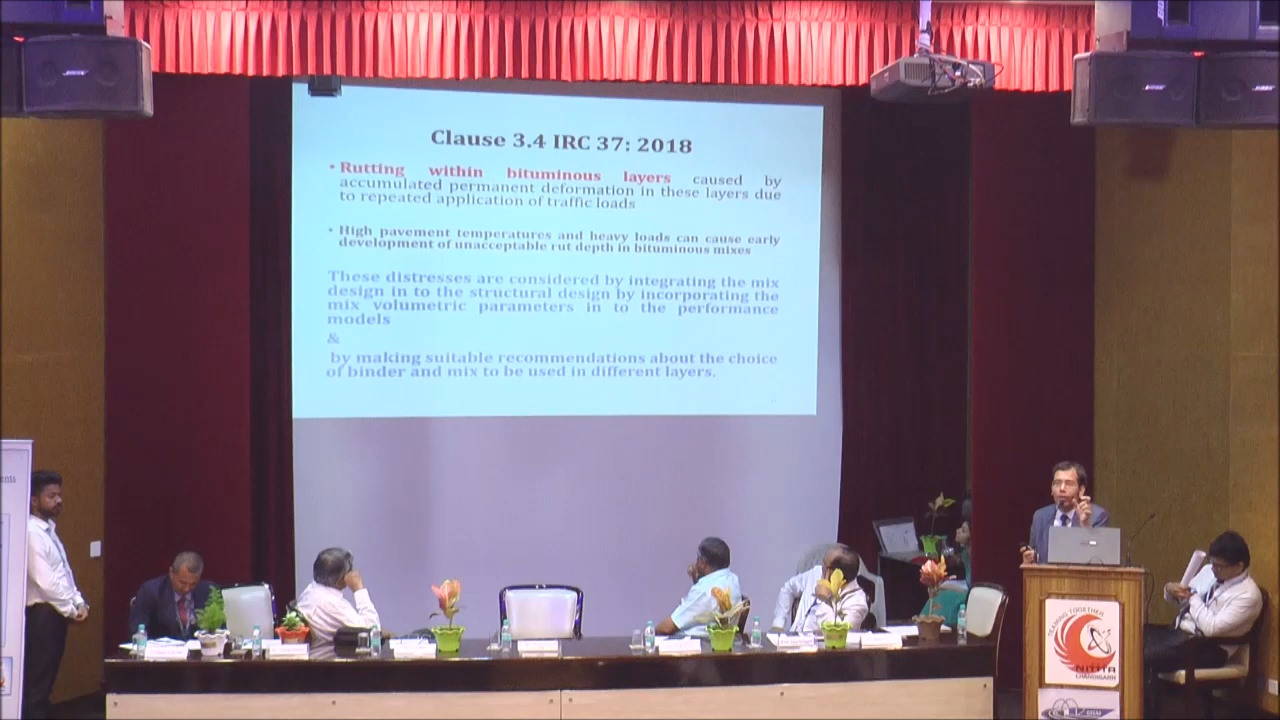 Clause 3.4 IRC 37: 2018
• Rutting within bituminous layers caused by
accumulated permanent deformation in these layers due
to repeated application of traffic loads
• High pavement temperatures and heavy loads can cause early
development of unacceptable rut depth in bituminous mixes
These distresses are considered by integrating the mix
design in to the structural design by incorporating the
mix volumetric parameters in to the performance
models
&
by making suitable recommendations about the choice
of binder and mix to be used in different layers.
BOSE
BOSE
LEARNING TOGETHER
NITTTR
CHANDIGARH